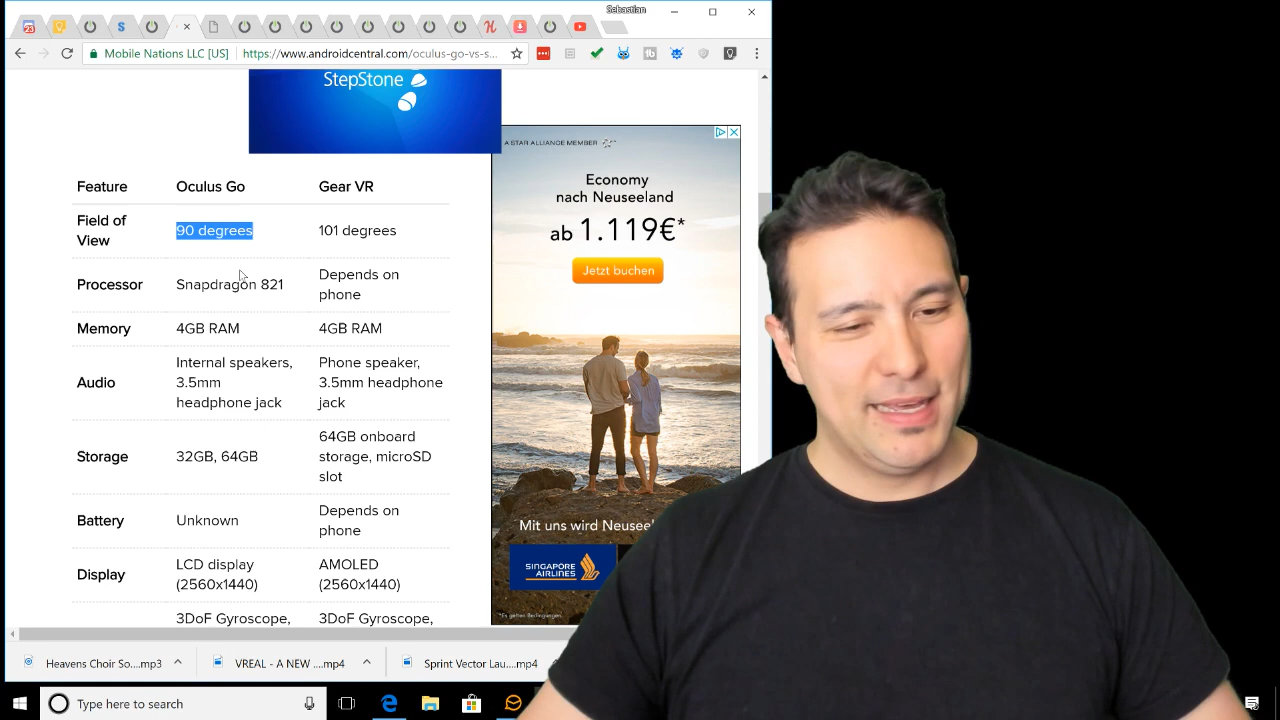 Sebastian
Mobile Nations LLC [US]
https://www.androidcentral.com/oculus-go-vs-s...
StepStone
A STAR ALLIANCE MEMBER
Economy
nach Neuseeland
ab 1.119€*
Jetzt buchen
Feature Oculus Go Gear VR
Field of
View
90 degrees
101 degrees
Processor
Snapdragon 821
Depends on
phone
Memory
4GB RAM
4GB RAM
Audio
Internal speakers,
3.5mm
headphone jack
Phone speaker,
3.5mm headphone
jack
Storage
32GB, 64GB
64GB onboard
storage, microSD
slot
Battery
Unknown
Depends on
phone
Display
LCD display
(2560x1440)
AMOLED
(2560x1440)
3DoF Gyroscope,
3DoF Gyroscope,
Mit uns wird Neusee
SINGAPORE
AIRLINES
*Es gelten Bedingungen.
Heavens Choir So....mp3
VREAL - A NEW ....mp4
Sprint Vector Lau....mp4
Type here to search